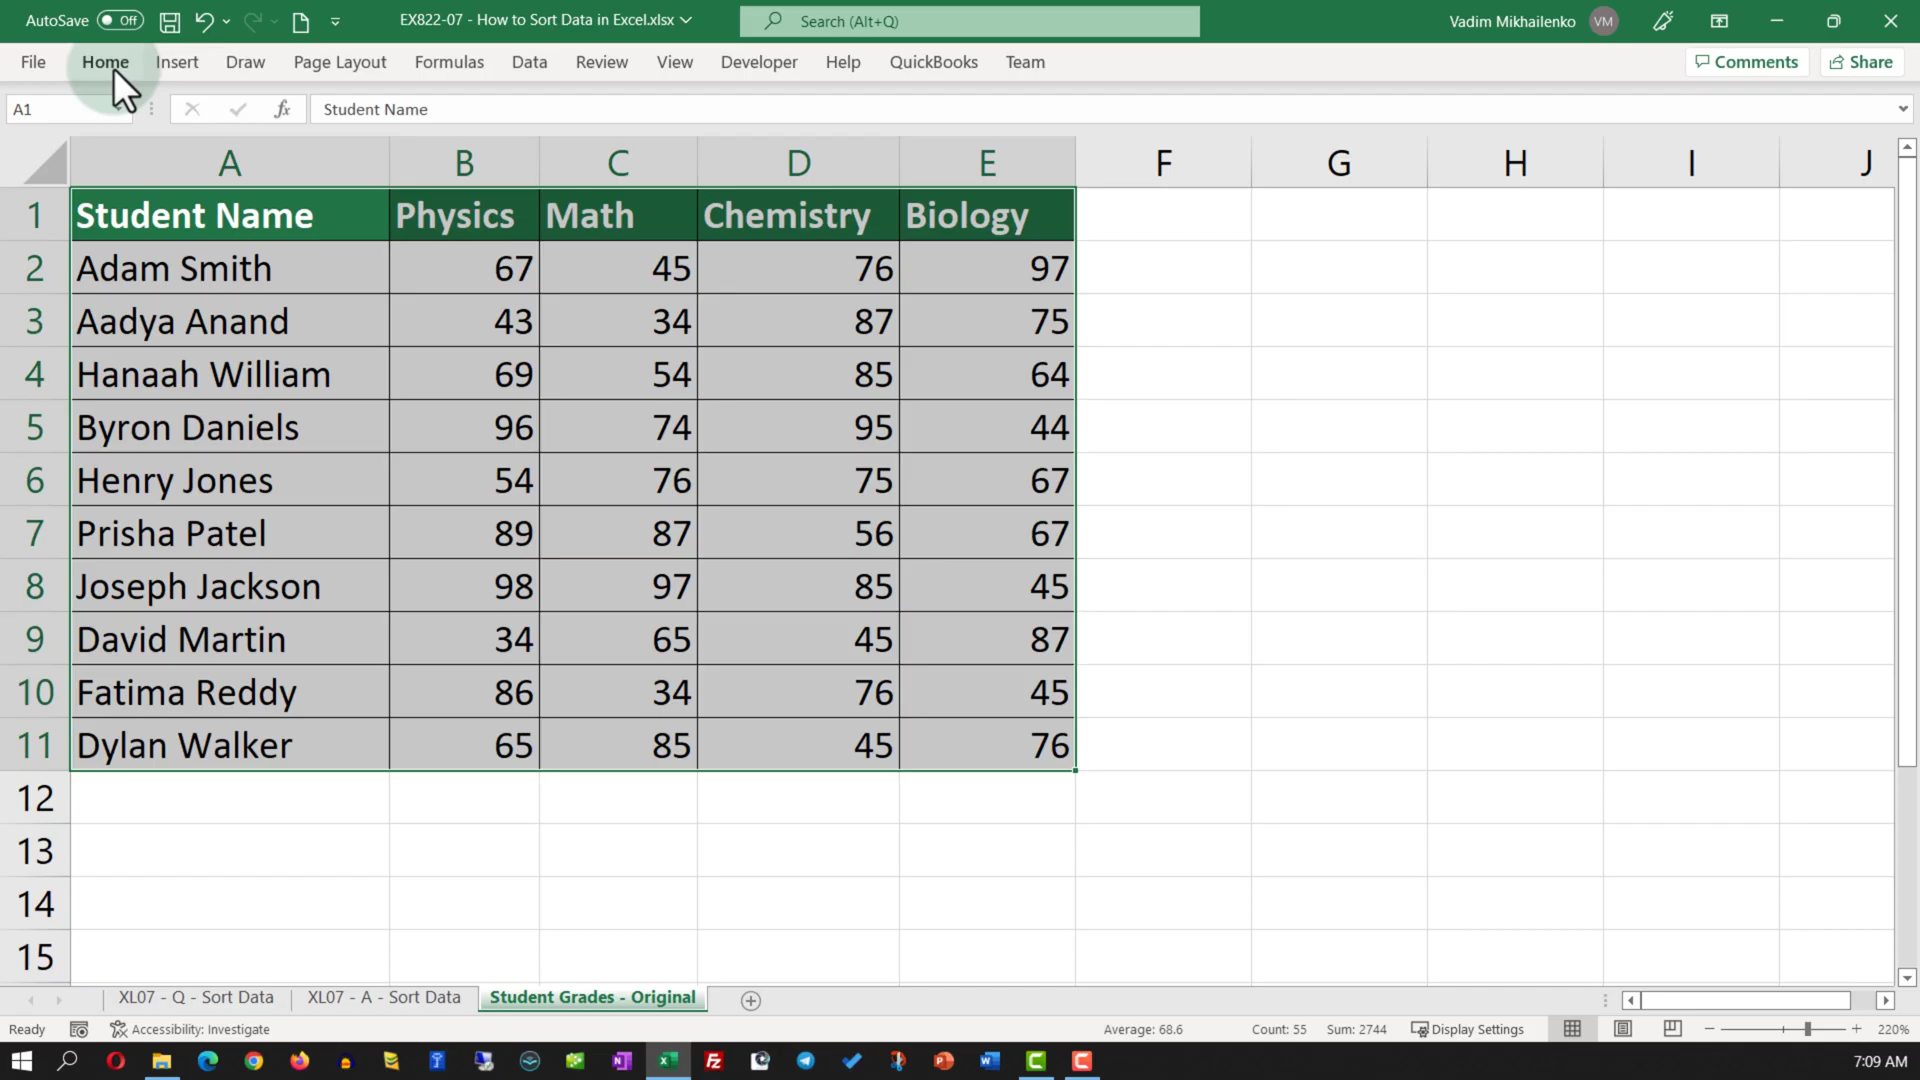 AutoSave Off EX822-07 - How to Sort Data in Excel.xlsx Search (Alt+Q) Vadim Mikhailenko VM
File Home Insert Draw Page Layout Formulas Data Review View Developer Help QuickBooks Team Comments Share
A1 fx Student Name
A B C D E F G H I J
1 Student Name Physics Math Chemistry Biology
2 Adam Smith 67 45 76 97
3 Aadya Anand 43 34 87 75
4 Hanaah William 69 54 85 64
5 Byron Daniels 96 74 95 44
6 Henry Jones 54 76 75 67
7 Prisha Patel 89 87 56 67
8 Joseph Jackson 98 97 85 45
9 David Martin 34 65 45 87
10 Fatima Reddy 86 34 76 45
11 Dylan Walker 65 85 45 76
12
13
14
15
XL07 - Q - Sort Data XL07 - A - Sort Data Student Grades - Original
Ready Accessibility: Investigate Average: 68.6 Count: 55 Sum: 2744 Display Settings 220%
7:09 AM